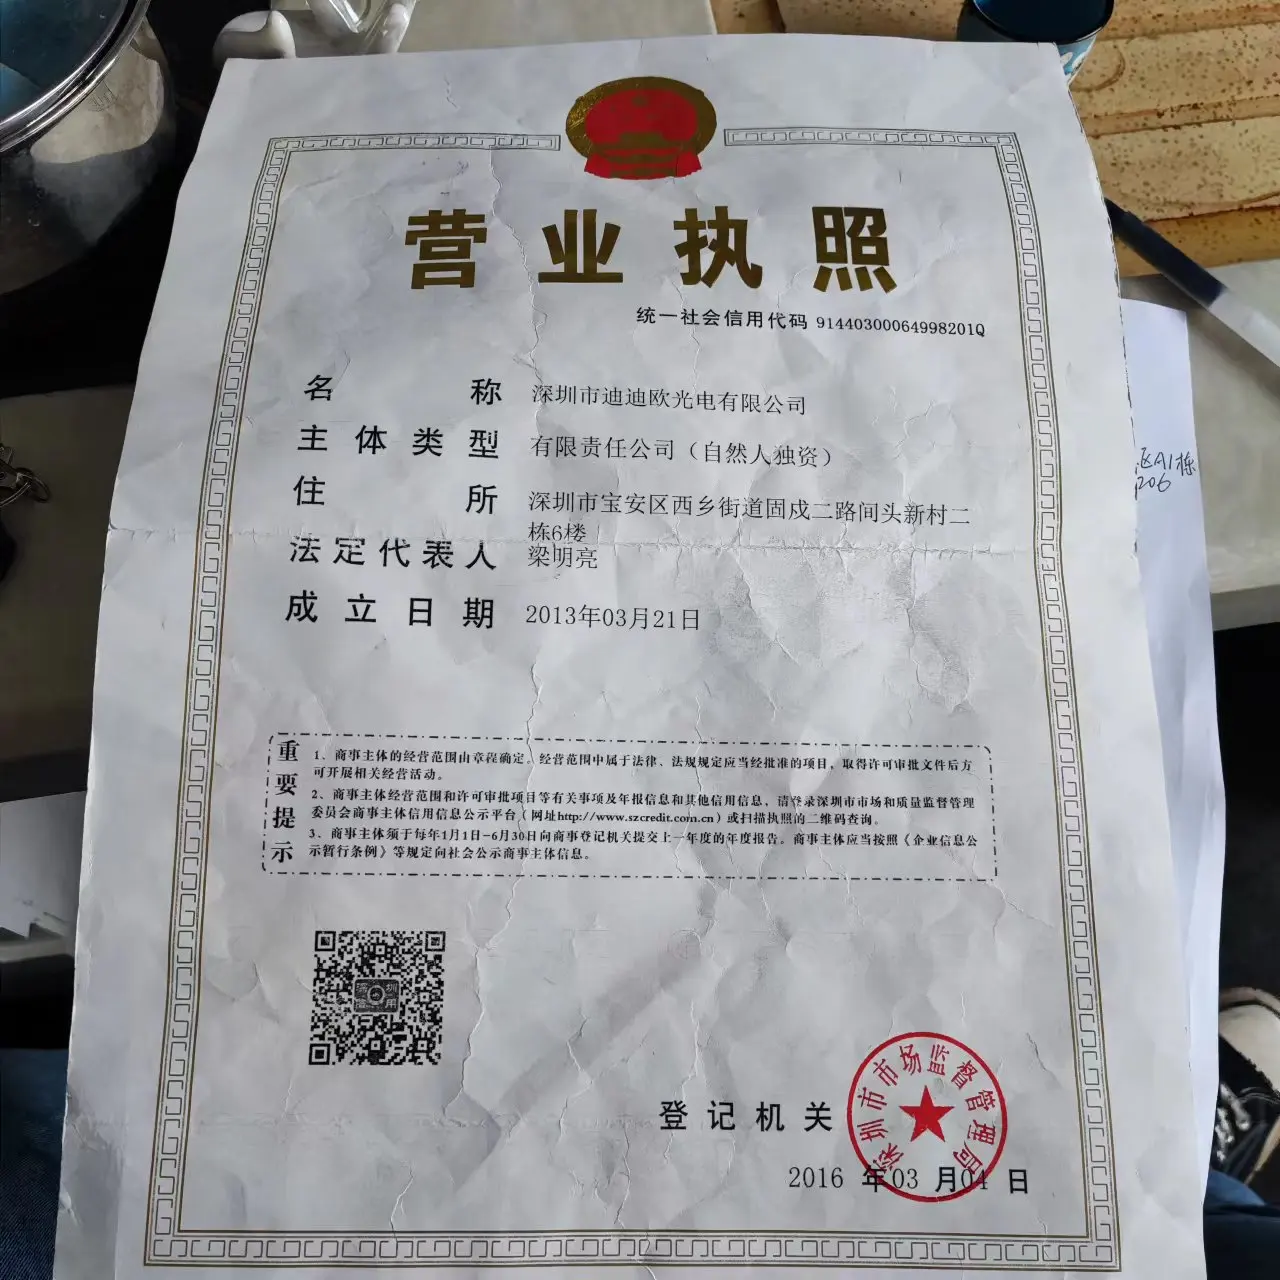 营业执照
统一社会信用代码 91440300064998201Q
名称 深圳市迪迪欧光电有限公司
主体类型 有限责任公司（自然人独资）
住所 深圳市宝安区西乡街道固戍二路间头新村二
栋6楼
法定代表人 梁明亮
成立日期 2013年03月21日
重要提示
1、商事主体的经营范围由章程确定。经营范围中属于法律、法规规定应当经批准的项目，取得许可审批文件后方
可开展相关经营活动。
2、商事主体经营范围和许可审批项目等有关事项及年报信息和其他信用信息，请登录深圳市市场和质量监督管理
委员会商事主体信用信息公示平台（网址http://www.szcredit.com.cn）或扫描执照的二维码查询。
3、商事主体须于每年1月1日-6月30日向商事登记机关提交上一年度的年度报告。商事主体应当按照《企业信息公
示暂行条例》等规定向社会公示商事主体信息。
深圳信用
登记机关
深圳市市场监督管理局
2016 年03 月04 日
区A1栋
206